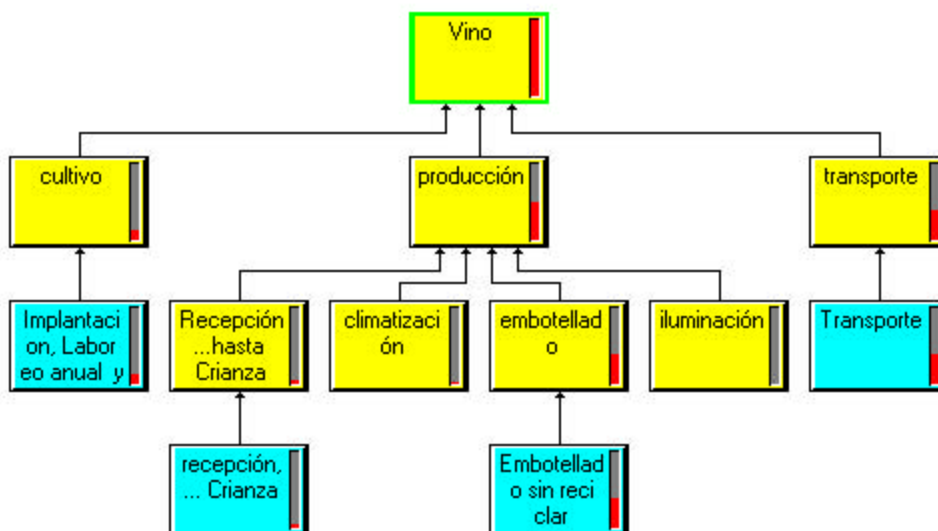 Vino
cultivo
producción
transporte
Implantaci
on, Labor
eo anual y
Recepción
...hasta
Crianza
climatizaci
ón
embotellad
o
iluminación
Transporte
recepción,
... Crianza
Embotellad
o sin reci
clar